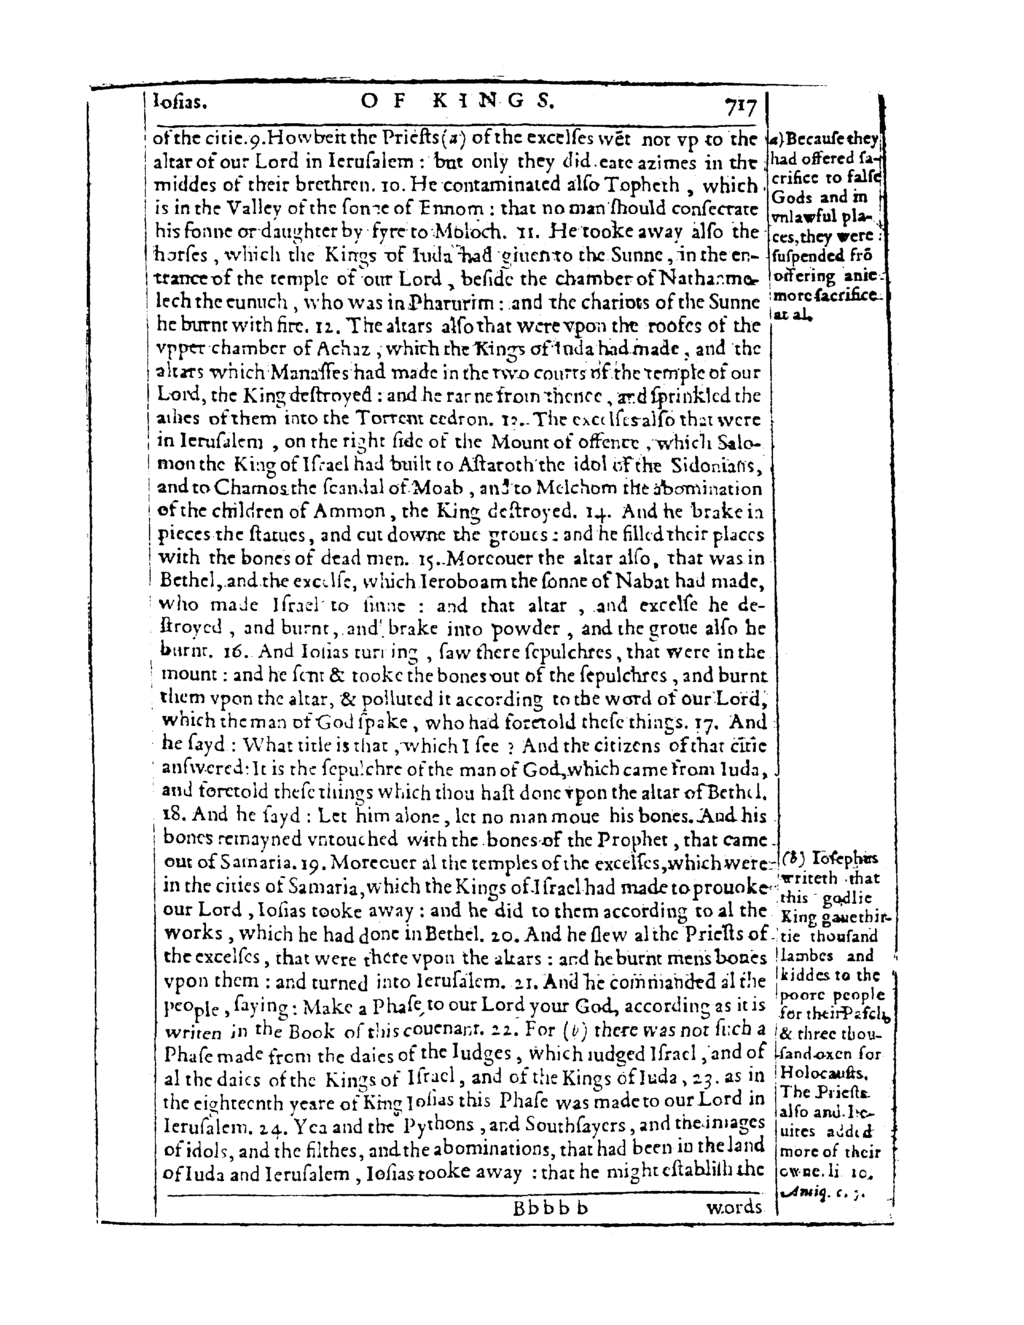 Iosias. OF KINGS. 717
of the citie. 9. Howbeit the Priests (a) of the excelses wēt not vp to the
altar of our Lord in Ierusalem: but only they did eate azimes in the
middes of their brethren. 10. He contaminated also Topheth, which
is in the Valley of the sonne of Ennom: that no man should consecrate
his sonne or daughter by fyre to Moloch. 11. He tooke away also the
horses, which the Kings of Iuda had giuen to the Sunne, in the en-
trance of the temple of our Lord, beside the chamber of Nathanme-
lech the eunuch, who was in Pharurim: and the chariots of the Sunne
he burnt with fire. 12. The altars also that were vpon the roofes of the
vpper chamber of Achaz, which the Kings of Iuda had made, and the
altars which Manasses had made in the two courts of the temple of our
Lord, the King destroyed: and he ranne from thence, and sprinkled the
ashes of them into the Torrent cedron. 13. The excelses also that were
in Ierusalem, on the right side of the Mount of offence, which Salo-
mon the King of Israel had built to Astaroth the idol of the Sidonians,
and to Chamos the scandal of Moab, and to Melchom the abomination
of the children of Ammon, the King destroyed. 14. And he brake in
pieces the statues, and cut downe the groues: and he filled their places
with the bones of dead men. 15. Moreouer the altar also, that was in
Bethel, and the excelse, which Ieroboam the sonne of Nabat had made,
who made Israel to sinne: and that altar, and excelse he de-
stroyed, and burnt, and brake into powder, and the groue also he
burnt. 16. And Iosias turning, saw there sepulchres, that were in the
mount: and he sent & tooke the bones out of the sepulchres, and burnt
them vpon the altar, & polluted it according to the word of our Lord,
which the man of God spake, who had foretold these things. 17. And
he sayd: What title is that, which I see? And the citizens of that citie
answered: It is the sepulchre of the man of God, which came from Iuda,
and foretold these things which thou hast done vpon the altar of Bethel.
18. And he sayd: Let him alone, let no man moue his bones. And his
bones remayned vntouched with the bones of the Prophet, that came
out of Samaria. 19. Moreouer al the temples of the excelses, which were
in the cities of Samaria, which the Kings of Israel had made to prouoke
our Lord, Iosias tooke away: and he did to them according to al the
works, which he had done in Bethel. 20. And he slew al the Priests of
the excelses, that were there vpon the altars: and he burnt mens bones
vpon them: and turned into Ierusalem. 21. And he commanded al the
people, saying: Make a Phase to our Lord your God, according as it is
writen in the Book of this couenant. 22. For (b) there was not such a
Phase made from the daies of the Iudges, which iudged Israel, and of
al the daies of the Kings of Israel, and of the Kings of Iuda, 23. as in
the eighteenth yeare of King Iosias this Phase was made to our Lord in
Ierusalem. 24. Yea and the Pythons, and Southsayers, and the images
of idols, and the filthes, and the abominations, that had been in the land
of Iuda and Ierusalem, Iosias tooke away: that he might establish the
Bbbbb words
a) Because they
had offered sa-
crifice to false
Gods and in
vnlawful pla-
ces, they were
suspended frō
offering anie
more sacrifice
at al.
(b) Iosephus
writeth that
this godlie
King gaue thir-
tie thousand
lambes and
kiddes to the
poore people
for their Pasch,
& three thou-
sand oxen for
Holocausts.
The Priests
also and Le-
uites added
more of their
owne. li. 10.
Antiq. c. 5.